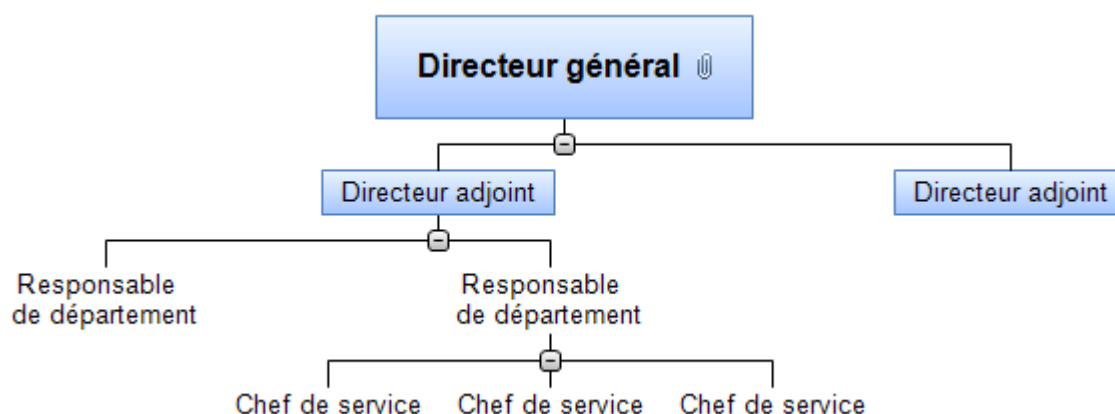 Directeur général
Directeur adjoint
Directeur adjoint
Responsable
de département
Responsable
de département
Chef de service
Chef de service
Chef de service